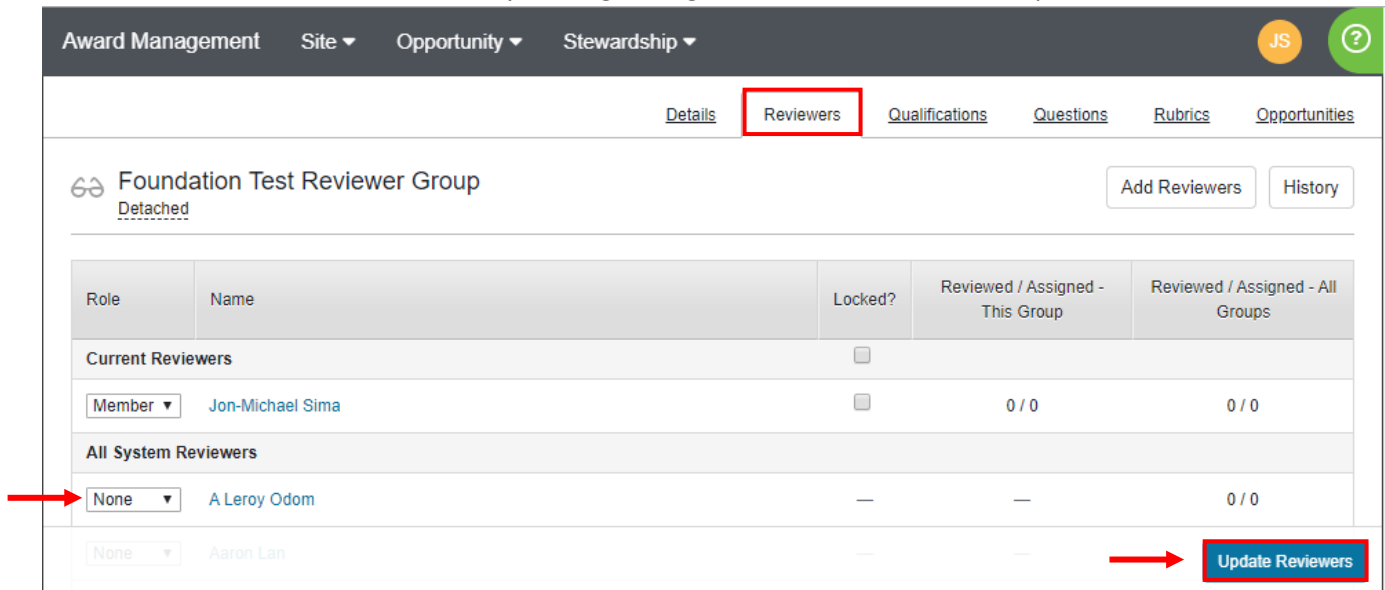 Award Management Site ▾ Opportunity ▾ Stewardship ▾ JS ?
Details Reviewers Qualifications Questions Rubrics Opportunities
Foundation Test Reviewer Group
Detached
Add Reviewers History
Role Name Locked? Reviewed / Assigned - This Group Reviewed / Assigned - All Groups
Current Reviewers
Member ▾ Jon-Michael Sima 0 / 0 0 / 0
All System Reviewers
None ▾ A Leroy Odom — — 0 / 0
None ▾ Aaron Lan — —
Update Reviewers